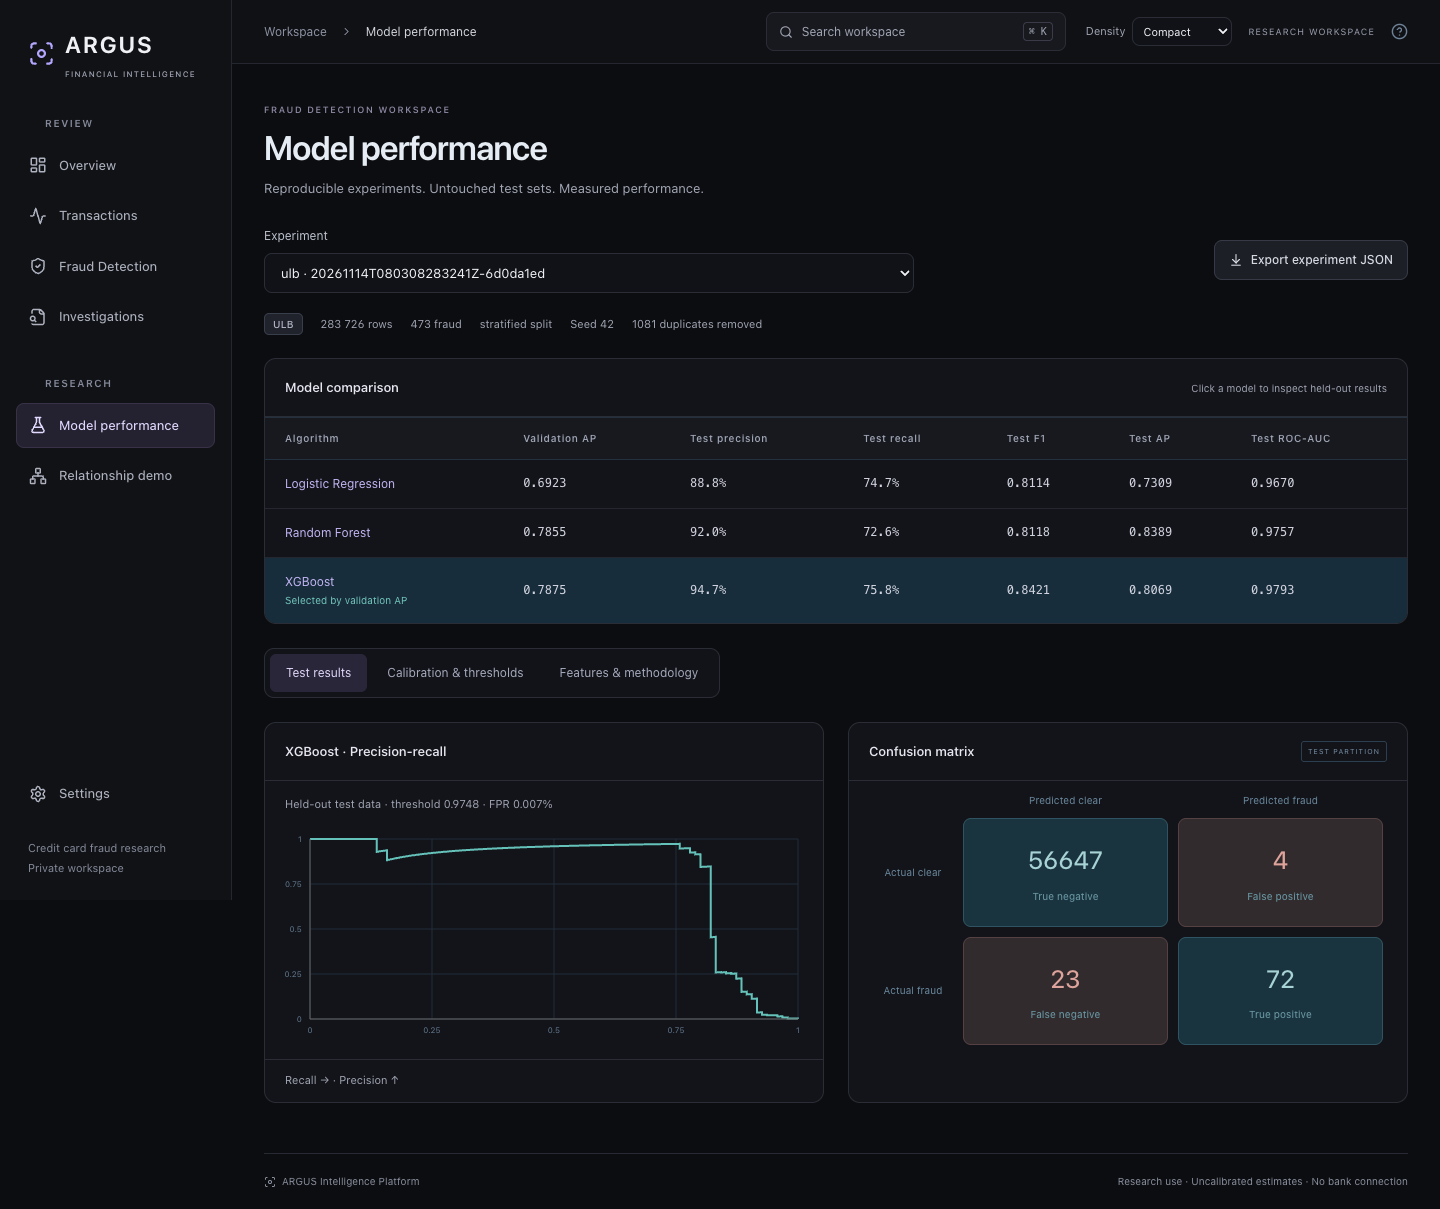 ARGUS
FINANCIAL INTELLIGENCE
REVIEW
Overview
Transactions
Fraud Detection
Investigations
RESEARCH
Model performance
Relationship demo
Settings
Credit card fraud research
Private workspace
Workspace > Model performance
Search workspace ⌘ K
Density Compact
RESEARCH WORKSPACE
FRAUD DETECTION WORKSPACE
Model performance
Reproducible experiments. Untouched test sets. Measured performance.
Experiment
ulb · 20261114T080308283241Z-6d0da1ed
Export experiment JSON
ULB 283 726 rows 473 fraud stratified split Seed 42 1081 duplicates removed
Model comparison
Click a model to inspect held-out results
Algorithm Validation AP Test precision Test recall Test F1 Test AP Test ROC-AUC
Logistic Regression 0.6923 88.8% 74.7% 0.8114 0.7309 0.9670
Random Forest 0.7855 92.0% 72.6% 0.8118 0.8389 0.9757
XGBoost 0.7875 94.7% 75.8% 0.8421 0.8069 0.9793
Selected by validation AP
Test results Calibration & thresholds Features & methodology
XGBoost · Precision-recall
Held-out test data · threshold 0.9748 · FPR 0.007%
1
0.75
0.5
0.25
0
0 0.25 0.5 0.75 1
Recall → · Precision ↑
Confusion matrix
TEST PARTITION
Predicted clear Predicted fraud
Actual clear
56647
True negative
4
False positive
Actual fraud
23
False negative
72
True positive
ARGUS Intelligence Platform
Research use · Uncalibrated estimates · No bank connection